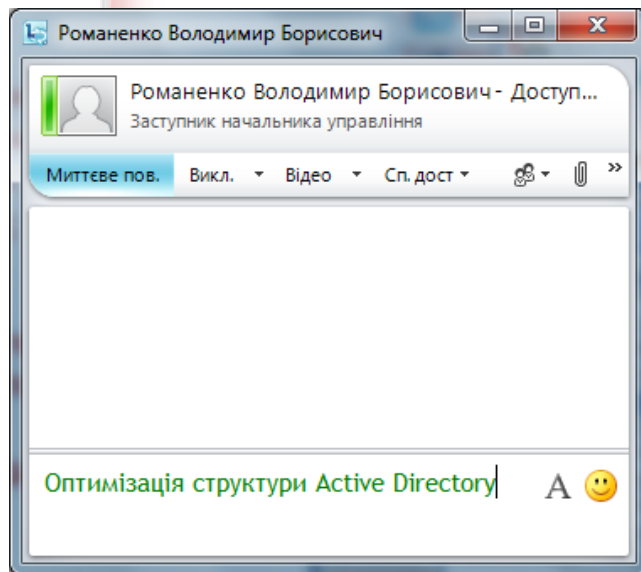 Романенко Володимир Борисович
Романенко Володимир Борисович - Доступ...
Заступник начальника управління
Миттєве пов. Викл. Відео Сп. дост
Оптимізація структури Active Directory A